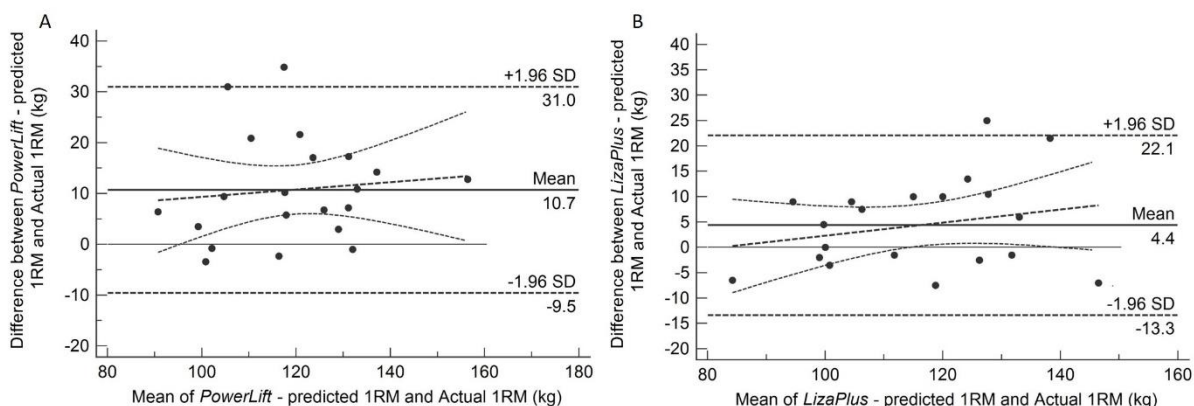 A
Difference between PowerLift - predicted
1RM and Actual 1RM (kg)
40
30
20
10
0
-10
-20
+1.96 SD
31.0
Mean
10.7
-1.96 SD
-9.5
80
100
120
140
160
180
Mean of PowerLift - predicted 1RM and Actual 1RM (kg)
B
Difference between LizaPlus - predicted
1RM and Actual 1RM (kg)
40
35
30
25
20
15
10
5
0
-5
-10
-15
-20
+1.96 SD
22.1
Mean
4.4
-1.96 SD
-13.3
80
100
120
140
160
Mean of LizaPlus - predicted 1RM and Actual 1RM (kg)